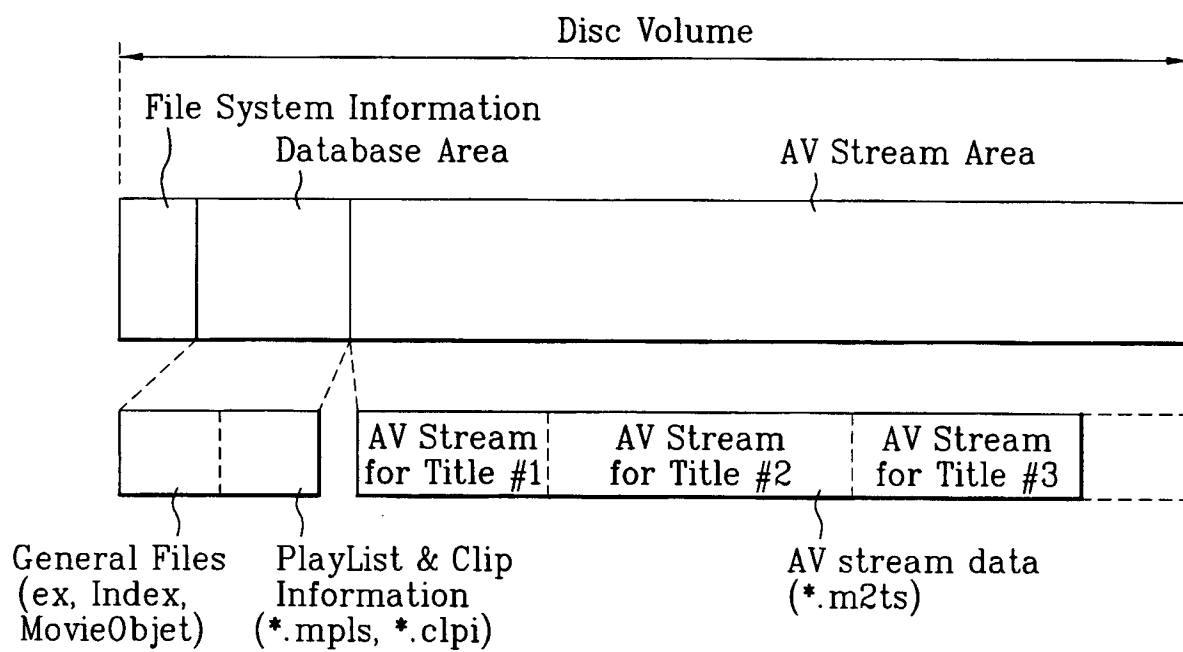 Disc Volume
File System Information
Database Area
AV Stream Area
AV Stream
for Title #1
AV Stream
for Title #2
AV Stream
for Title #3
General Files
(ex, Index,
MovieObjet)
PlayList & Clip
Information
(*.mpls, *.clpi)
AV stream data
(*.m2ts)